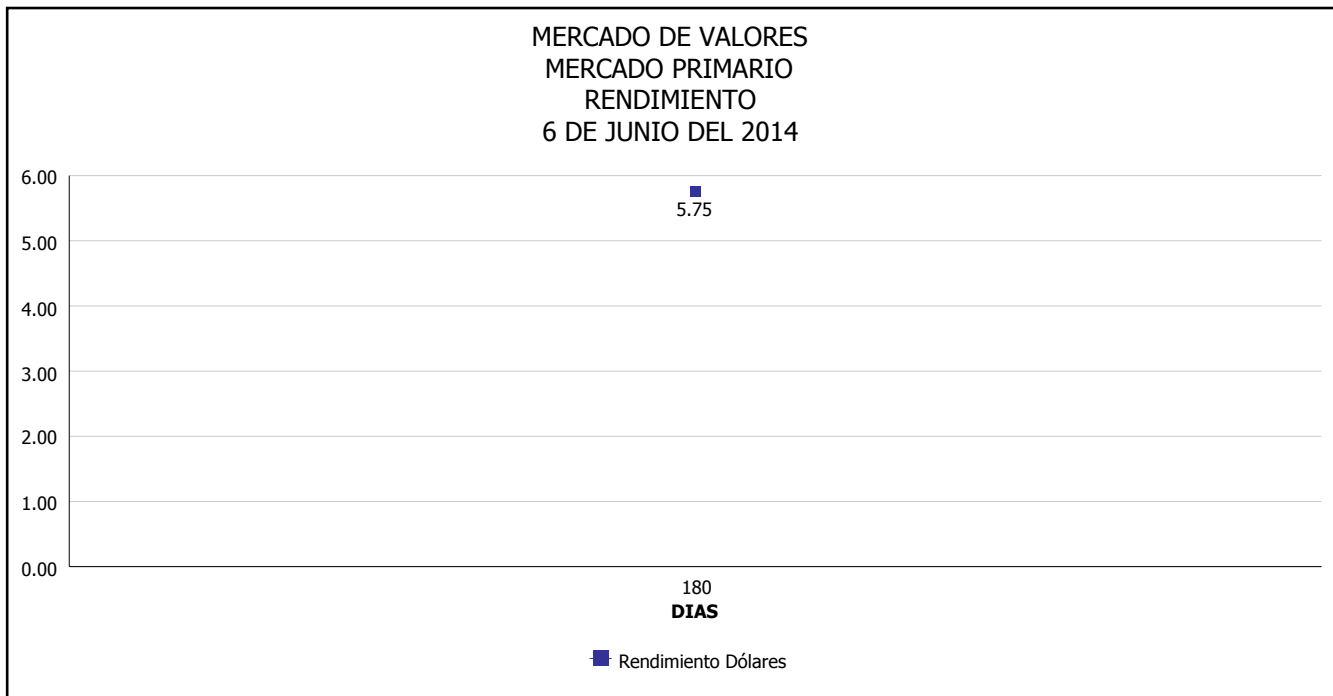 MERCADO DE VALORES
MERCADO PRIMARIO
RENDIMIENTO
6 DE JUNIO DEL 2014
6.00
5.75
5.00
4.00
3.00
2.00
1.00
0.00
180
DIAS
Rendimiento Dólares